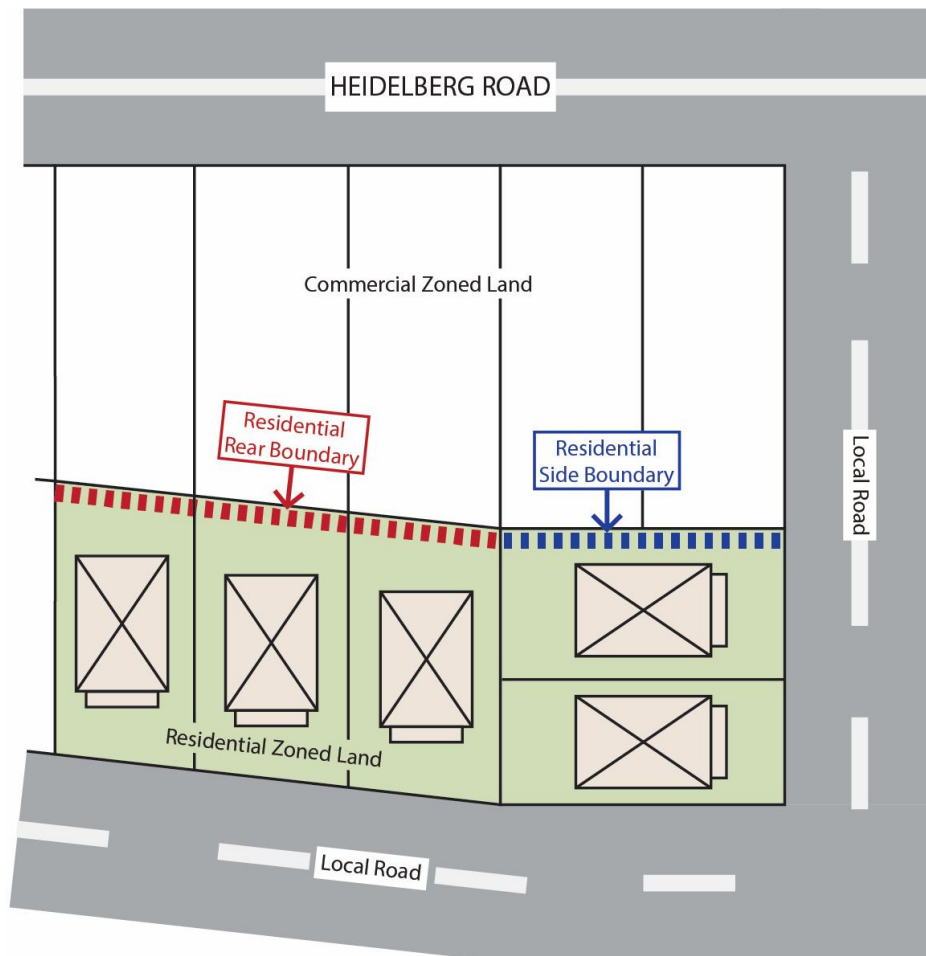 HEIDELBERG ROAD
Commercial Zoned Land
Residential
Rear Boundary
Residential
Side Boundary
Local Road
Residential Zoned Land
Local Road